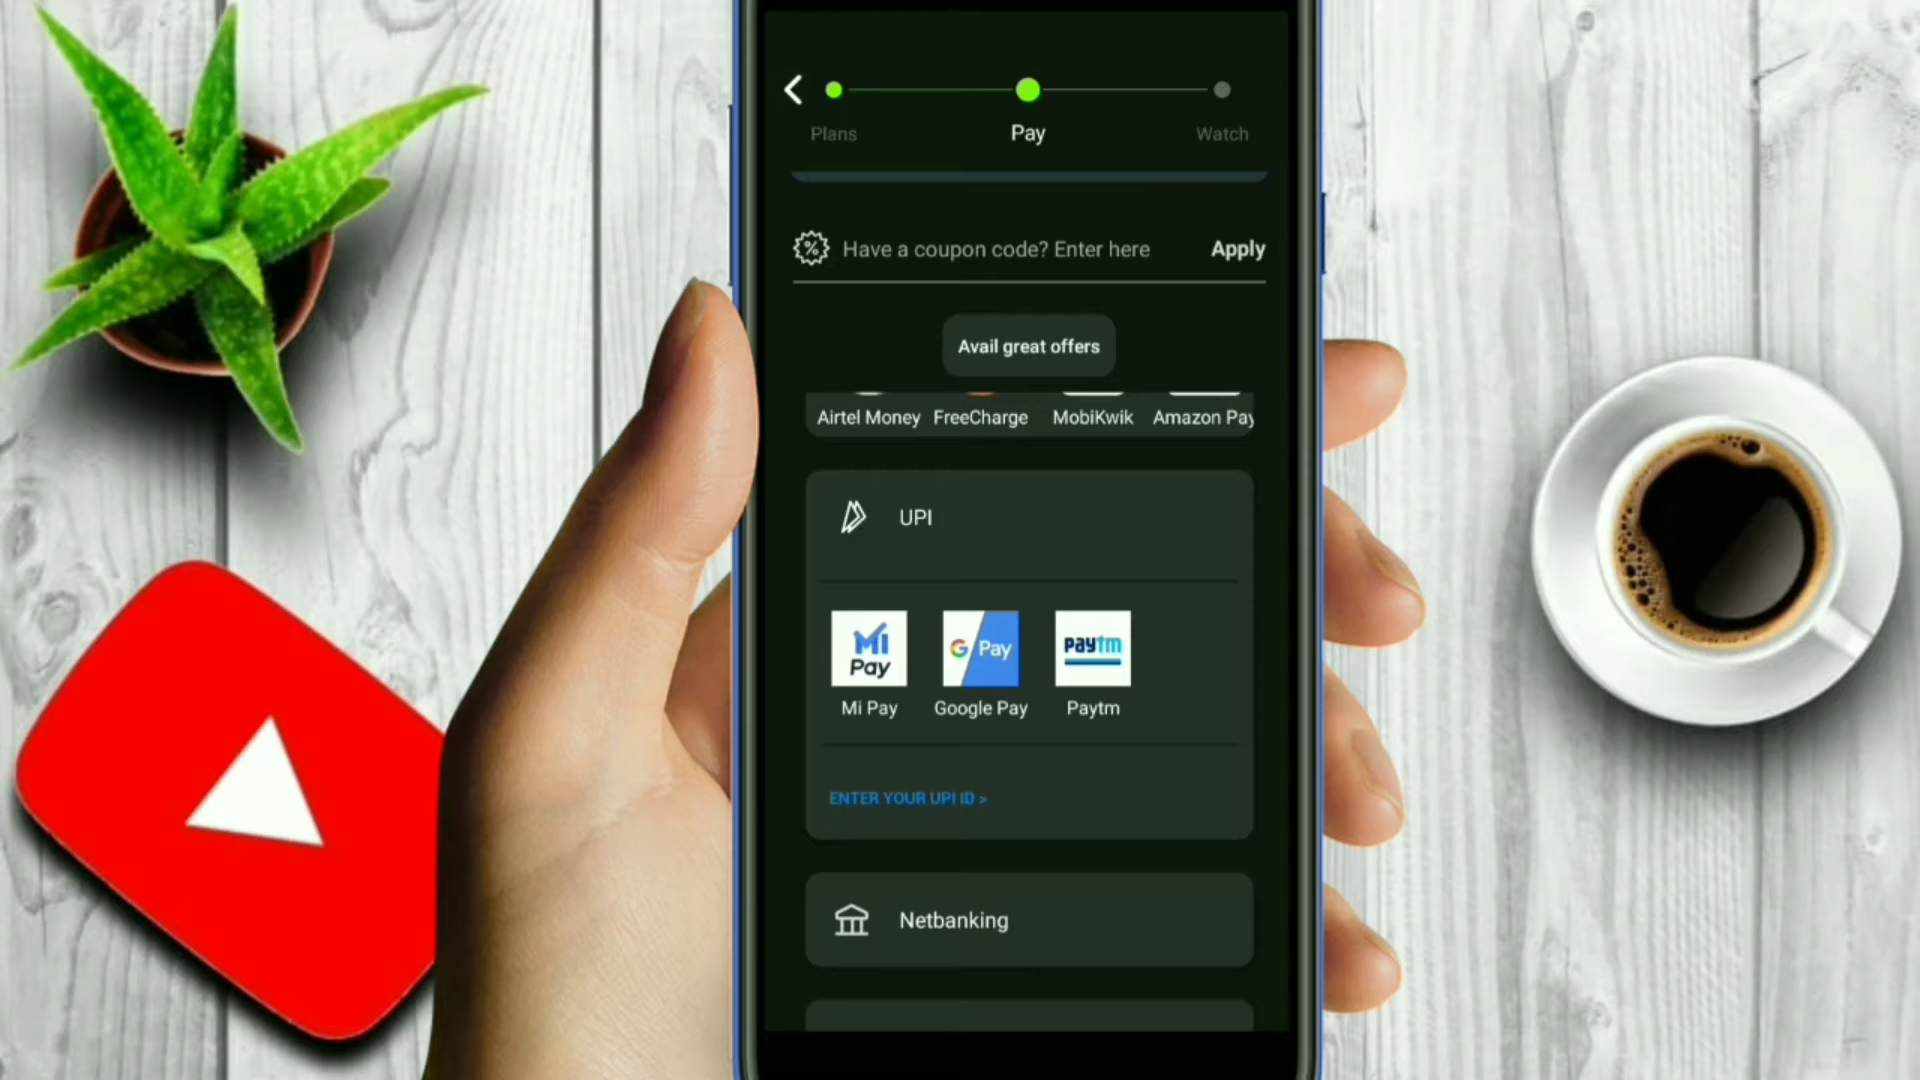 Plans
Pay
Watch
Have a coupon code? Enter here
Apply
Avail great offers
Airtel Money
FreeCharge
MobiKwik
Amazon Pay
UPI
MI
Pay
G Pay
paytm
Mi Pay
Google Pay
Paytm
ENTER YOUR UPI ID >
Netbanking